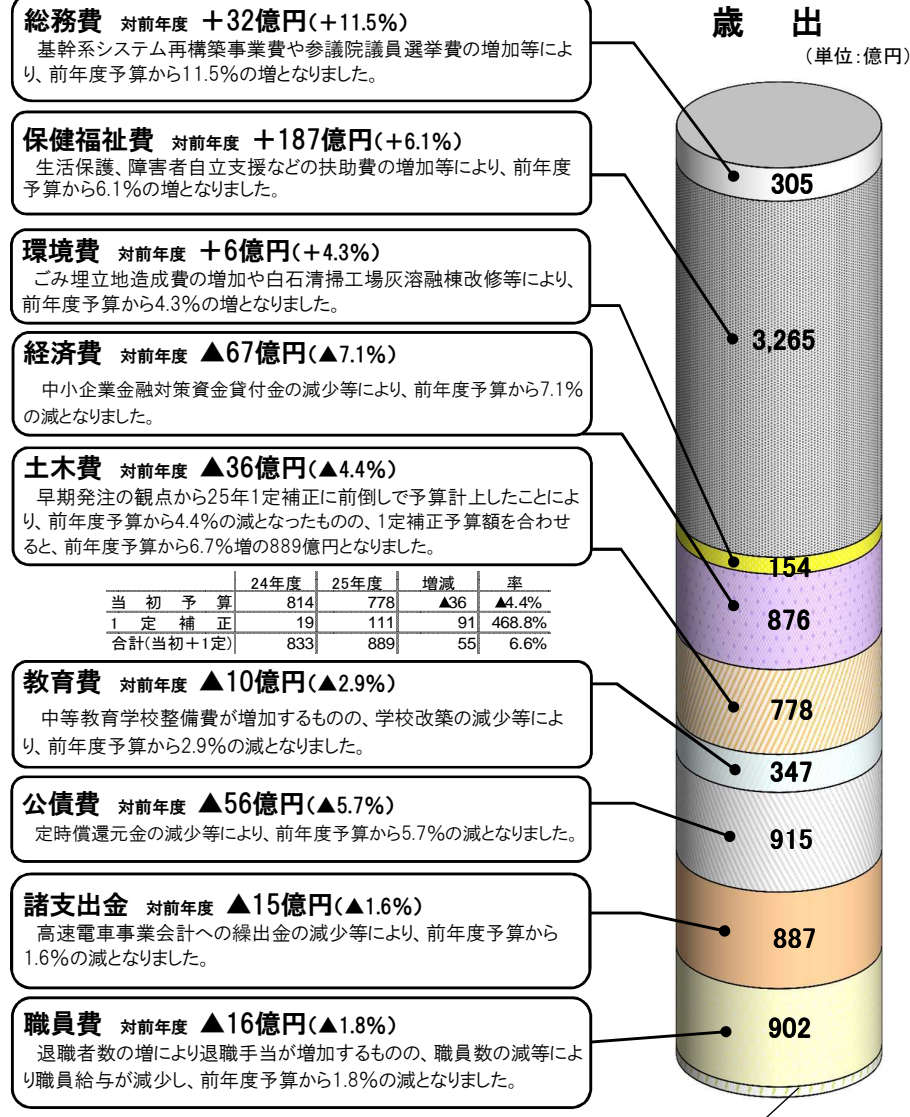 歳　出
(単位:億円)
総務費　対前年度　＋32億円(＋11.5%)
基幹系システム再構築事業費や参議院議員選挙費の増加等によ
り、前年度予算から11.5%の増となりました。
保健福祉費　対前年度　＋187億円(＋6.1%)
生活保護、障害者自立支援などの扶助費の増加等により、前年度
予算から6.1%の増となりました。
環境費　対前年度　＋6億円(＋4.3%)
ごみ埋立地造成費の増加や白石清掃工場灰溶融棟改修等により、
前年度予算から4.3%の増となりました。
経済費　対前年度　▲67億円(▲7.1%)
中小企業金融対策資金貸付金の減少等により、前年度予算から7.1%
の減となりました。
土木費　対前年度　▲36億円(▲4.4%)
早期発注の観点から25年1定補正に前倒しで予算計上したことによ
り、前年度予算から4.4%の減となったものの、1定補正予算額を合わせ
ると、前年度予算から6.7%増の889億円となりました。
24年度 25年度 増減 率
当初予算 814 778 ▲36 ▲4.4%
1定補正 19 111 91 468.8%
合計(当初＋1定) 833 889 55 6.6%
教育費　対前年度　▲10億円(▲2.9%)
中等教育学校整備費が増加するものの、学校改築の減少等によ
り、前年度予算から2.9%の減となりました。
公債費　対前年度　▲56億円(▲5.7%)
定時償還元金の減少等により、前年度予算から5.7%の減となりました。
諸支出金　対前年度　▲15億円(▲1.6%)
高速電車事業会計への繰出金の減少等により、前年度予算から
1.6%の減となりました。
職員費　対前年度　▲16億円(▲1.8%)
退職者数の増により退職手当が増加するものの、職員数の減等によ
り職員給与が減少し、前年度予算から1.8%の減となりました。
305
3,265
154
876
778
347
915
887
902